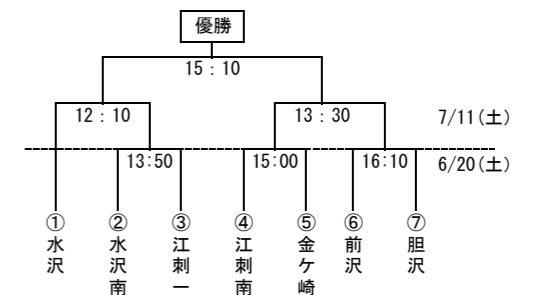 優勝
15:10
12:10
13:30
7/11(土)
13:50
15:00
16:10
6/20(土)
①水沢
②水沢南
③江刺一
④江刺南
⑤金ケ崎
⑥前沢
⑦胆沢